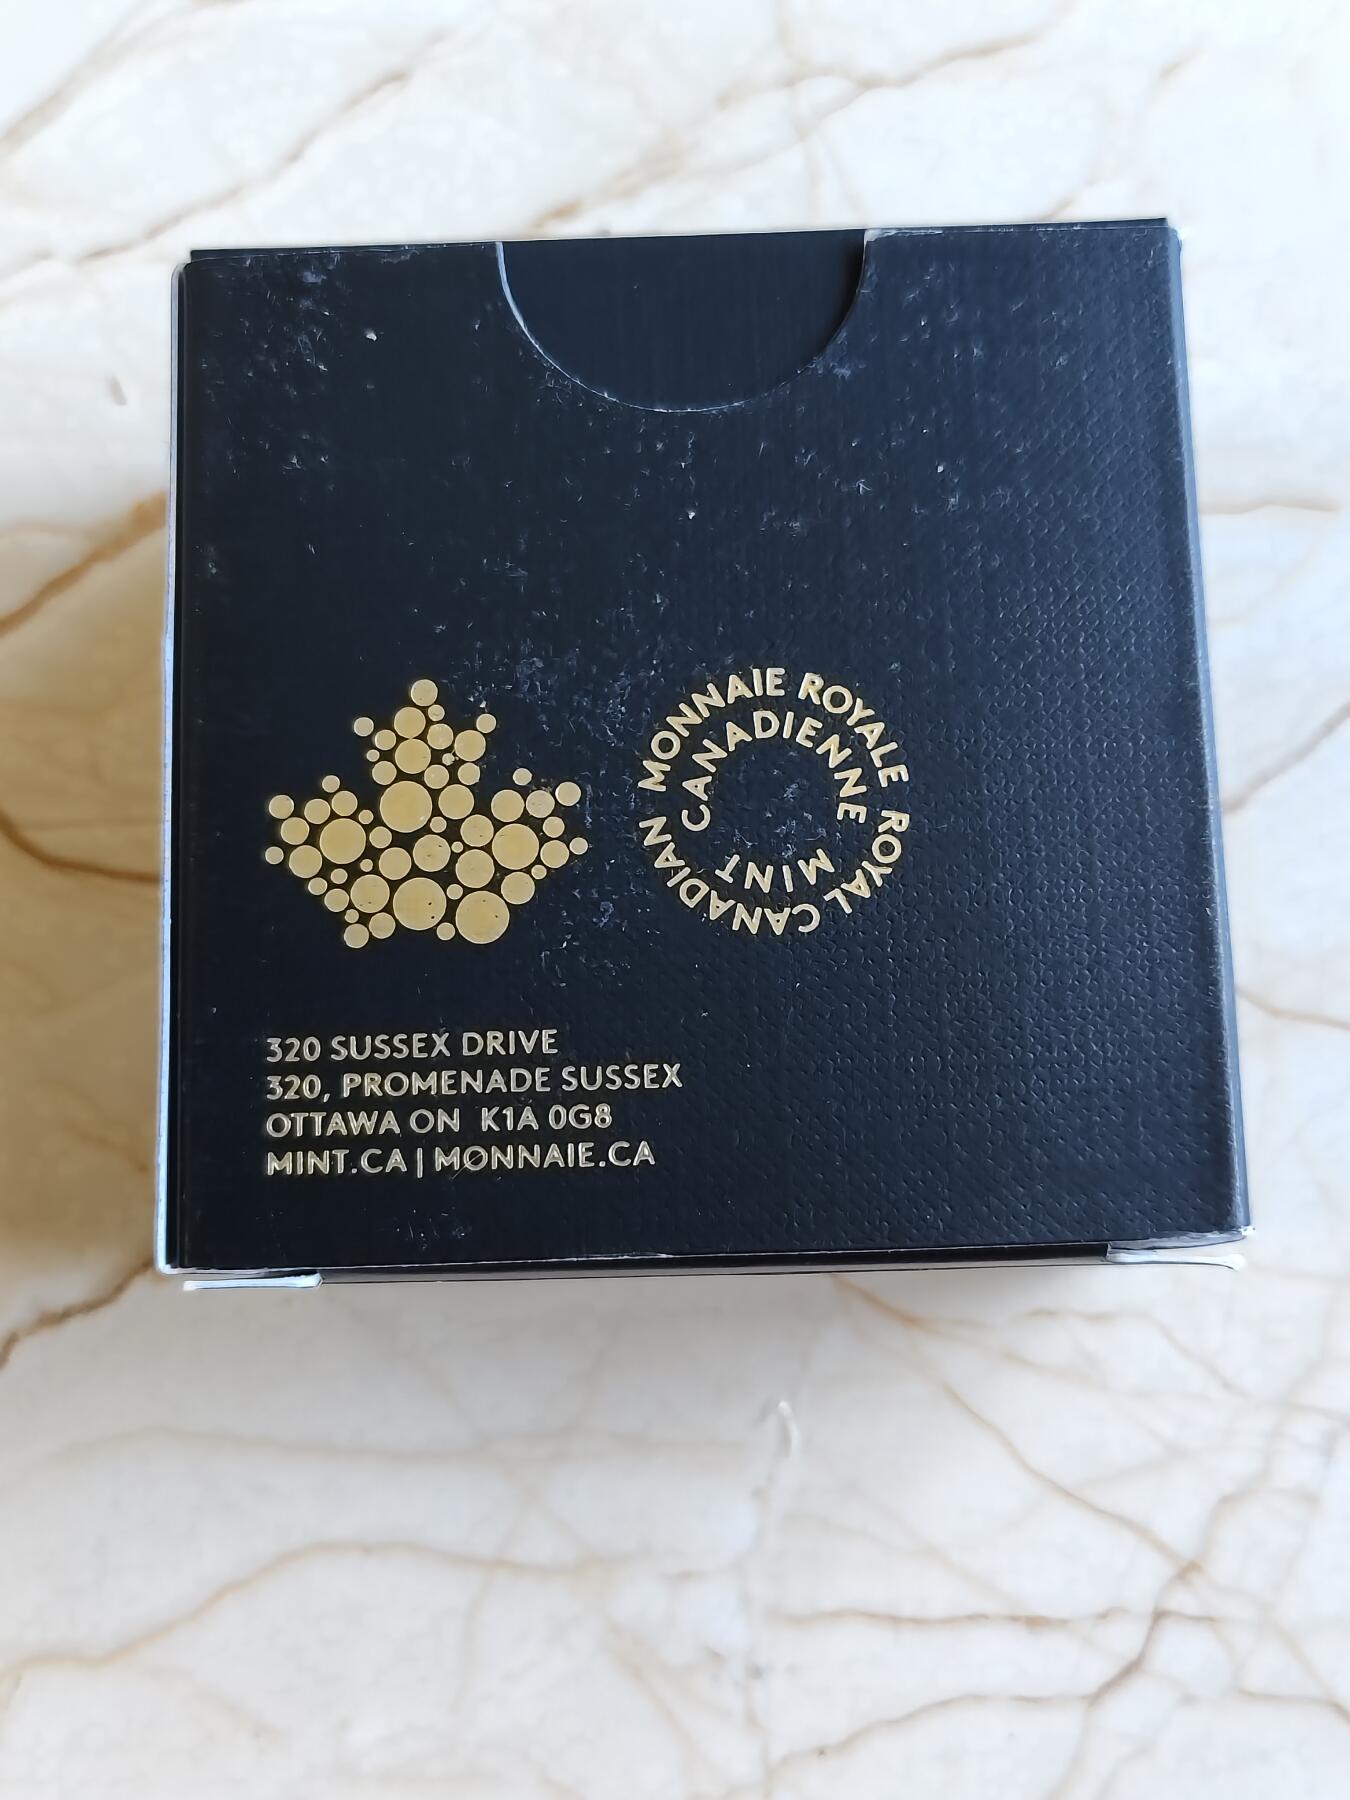 MONNAIE ROYALE
CANADIENNE
ROYAL CANADIAN
MINT
320 SUSSEX DRIVE
320, PROMENADE SUSSEX
OTTAWA ON K1A 0G8
MINT.CA | MONNAIE.CA